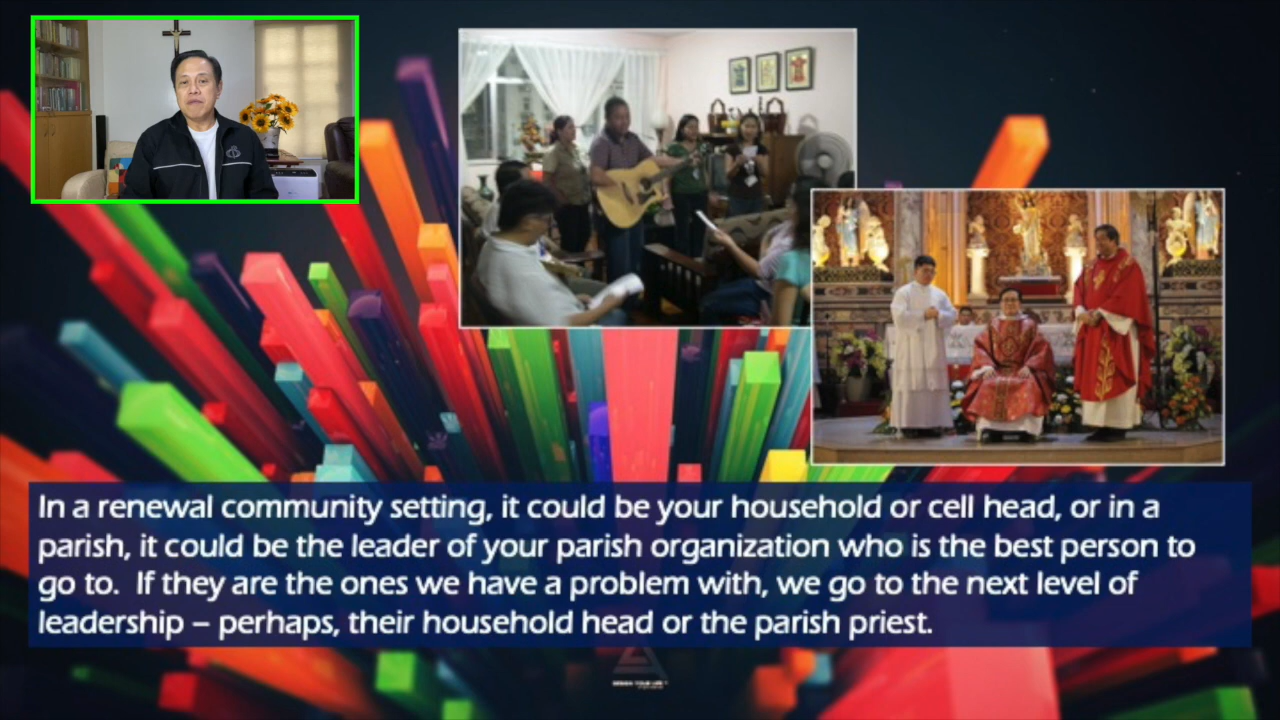 In a renewal community setting, it could be your household or cell head, or in a
parish, it could be the leader of your parish organization who is the best person to
go to.  If they are the ones we have a problem with, we go to the next level of
leadership – perhaps, their household head or the parish priest.